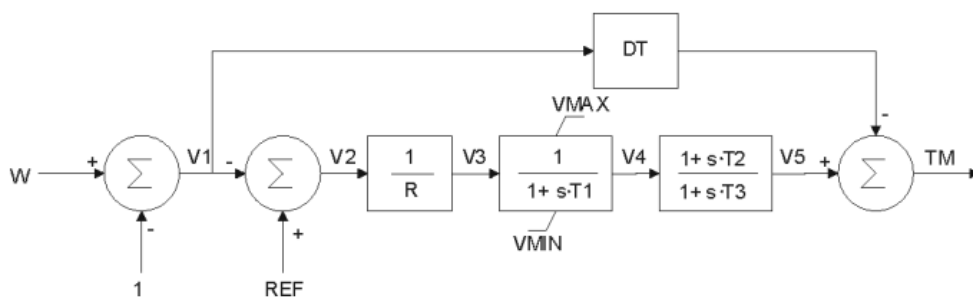 DT
VMAX
W + Σ V1 - Σ V2 1 V3 1 V4 1+ s·T2 V5 + Σ - TM
R 1+ s·T1 1+ s·T3
- + VMIN
1 REF